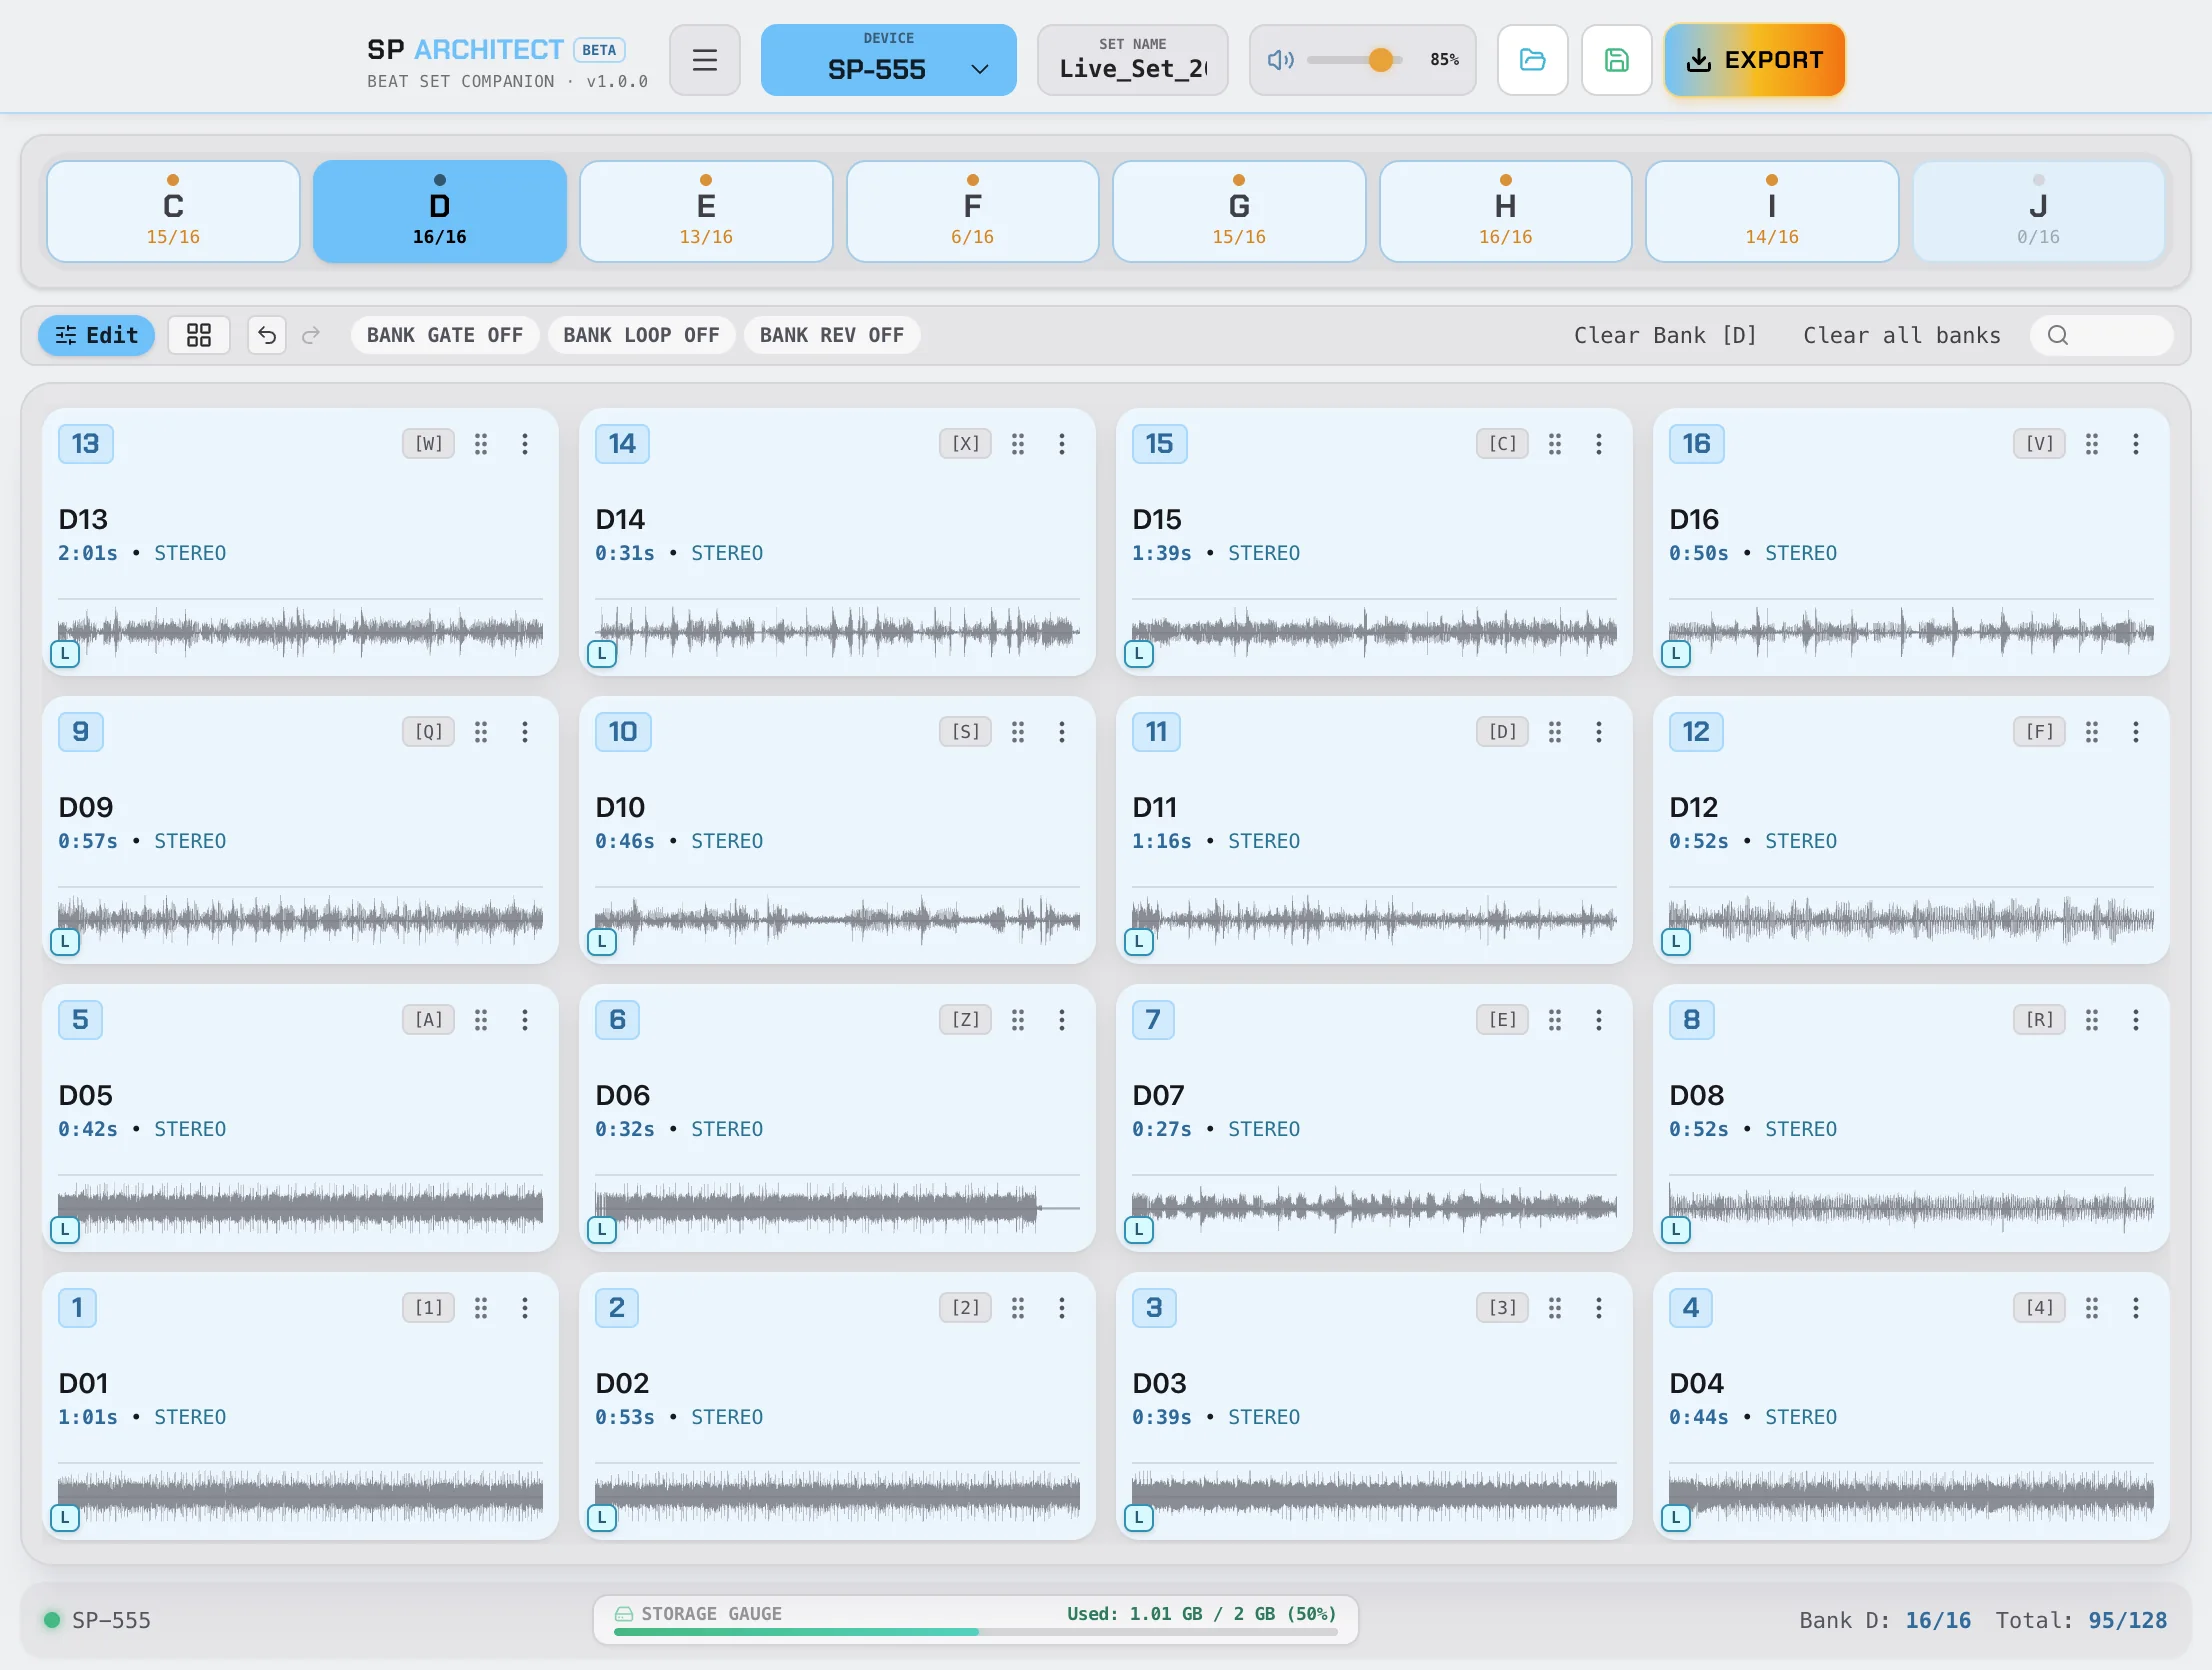 SP ARCHITECT BETA
BEAT SET COMPANION · v1.0.0
DEVICE
SP-555
SET NAME
Live_Set_2
85%
EXPORT
C
15/16
D
16/16
E
13/16
F
6/16
G
15/16
H
16/16
I
14/16
J
0/16
Edit
BANK GATE OFF
BANK LOOP OFF
BANK REV OFF
Clear Bank [D]
Clear all banks
13 [W]
D13
2:01s • STEREO
L
14 [X]
D14
0:31s • STEREO
L
15 [C]
D15
1:39s • STEREO
L
16 [V]
D16
0:50s • STEREO
L
9 [Q]
D09
0:57s • STEREO
L
10 [S]
D10
0:46s • STEREO
L
11 [D]
D11
1:16s • STEREO
L
12 [F]
D12
0:52s • STEREO
L
5 [A]
D05
0:42s • STEREO
L
6 [Z]
D06
0:32s • STEREO
L
7 [E]
D07
0:27s • STEREO
L
8 [R]
D08
0:52s • STEREO
L
1 [1]
D01
1:01s • STEREO
L
2 [2]
D02
0:53s • STEREO
L
3 [3]
D03
0:39s • STEREO
L
4 [4]
D04
0:44s • STEREO
L
SP-555
STORAGE GAUGE
Used: 1.01 GB / 2 GB (50%)
Bank D: 16/16 Total: 95/128